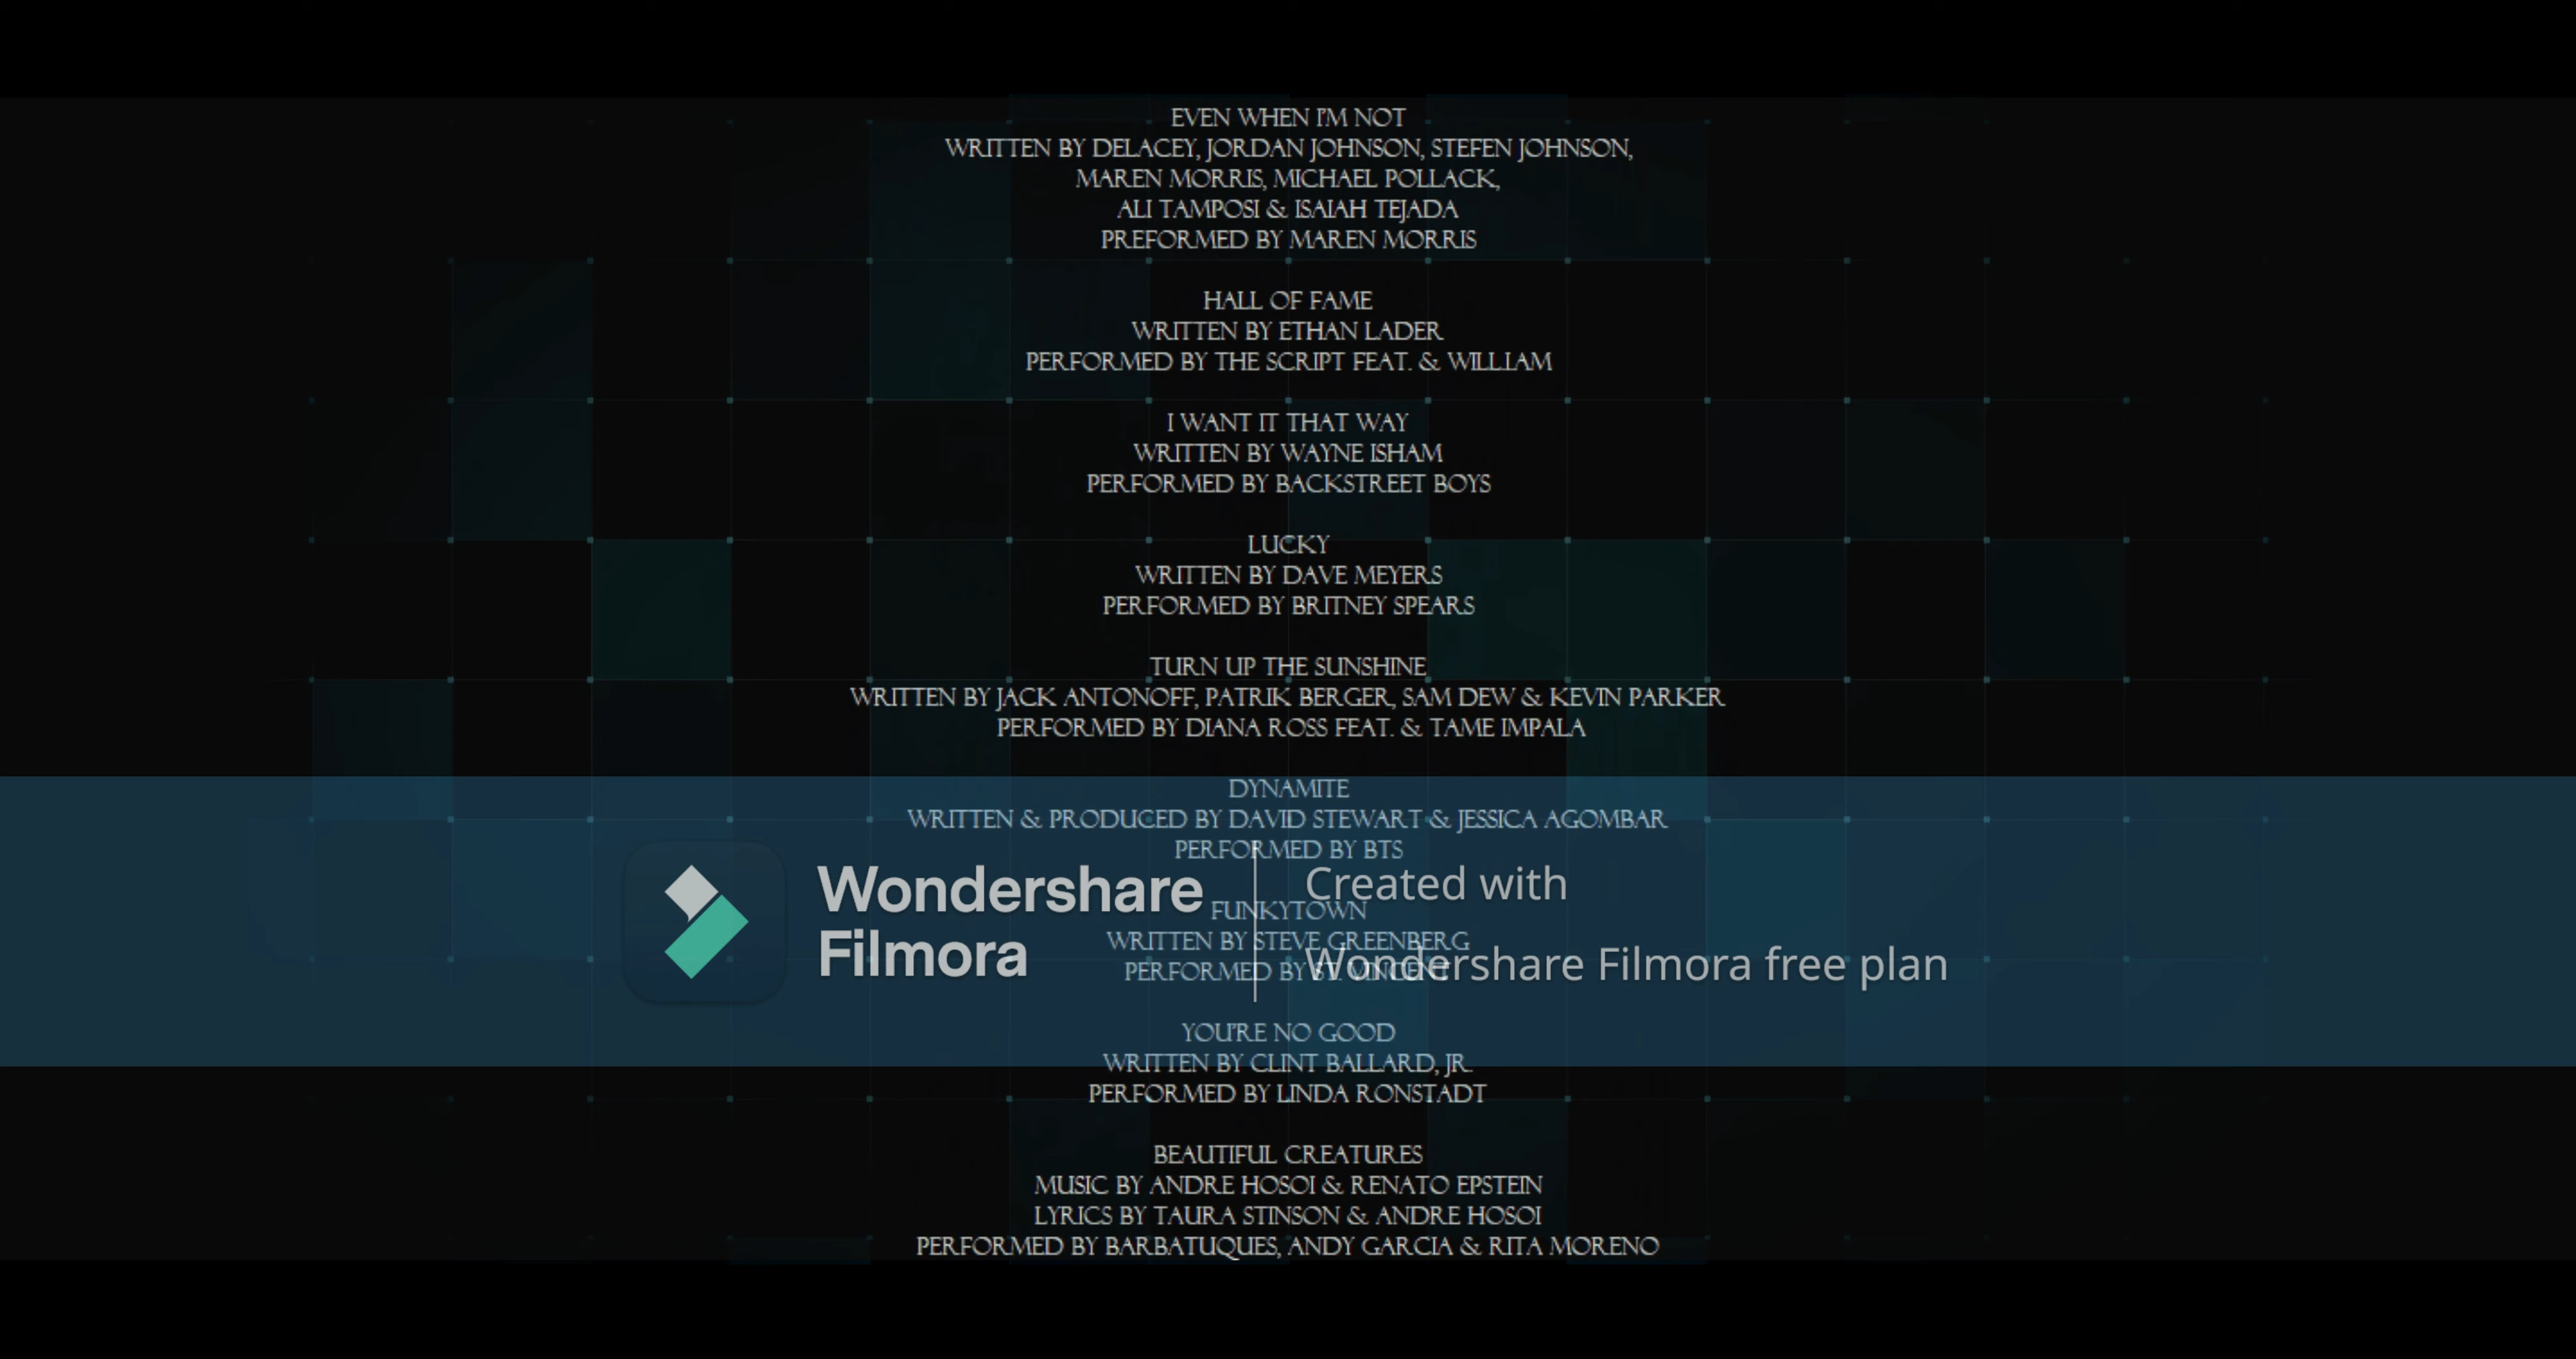 EVEN WHEN I'M NOT
WRITTEN BY DELACEY, JORDAN JOHNSON, STEFEN JOHNSON,
MAREN MORRIS, MICHAEL POLLACK,
ALI TAMPOSI & ISAIAH TEJADA
PREFORMED BY MAREN MORRIS
HALL OF FAME
WRITTEN BY ETHAN LADER
PERFORMED BY THE SCRIPT FEAT. & WILL.I.AM
I WANT IT THAT WAY
WRITTEN BY WAYNE ISHAM
PERFORMED BY BACKSTREET BOYS
LUCKY
WRITTEN BY DAVE MEYERS
PERFORMED BY BRITNEY SPEARS
TURN UP THE SUNSHINE
WRITTEN BY JACK ANTONOFF, PATRIK BERGER, SAM DEW & KEVIN PARKER
PERFORMED BY DIANA ROSS FEAT. & TAME IMPALA
DYNAMITE
WRITTEN & PRODUCED BY DAVID STEWART & JESSICA AGOMBAR
PERFORMED BY BTS
Wondershare
Filmora
Created with
Wondershare Filmora free plan
FUNKYTOWN
WRITTEN BY STEVE GREENBERG
PERFORMED BY ST. VINCENT
YOU'RE NO GOOD
WRITTEN BY CLINT BALLARD, JR.
PERFORMED BY LINDA RONSTADT
BEAUTIFUL CREATURES
MUSIC BY ANDRE HOSOI & RENATO EPSTEIN
LYRICS BY TAURA STINSON & ANDRE HOSOI
PERFORMED BY BARBATUQUES, ANDY GARCIA & RITA MORENO